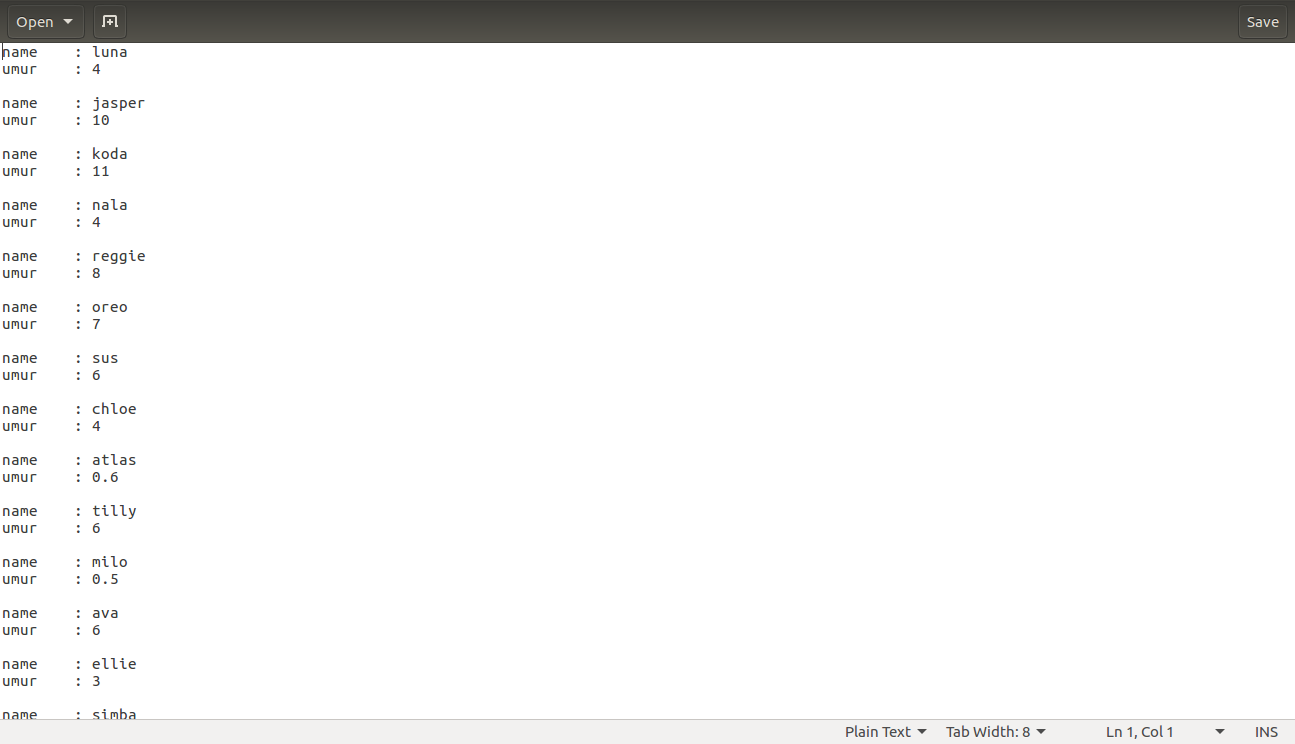 Open
Save
name    : luna
umur    : 4

name    : jasper
umur    : 10

name    : koda
umur    : 11

name    : nala
umur    : 4

name    : reggie
umur    : 8

name    : oreo
umur    : 7

name    : sus
umur    : 6

name    : chloe
umur    : 4

name    : atlas
umur    : 0.6

name    : tilly
umur    : 6

name    : milo
umur    : 0.5

name    : ava
umur    : 6

name    : ellie
umur    : 3

name    : simba
Plain Text Tab Width: 8 Ln 1, Col 1 INS